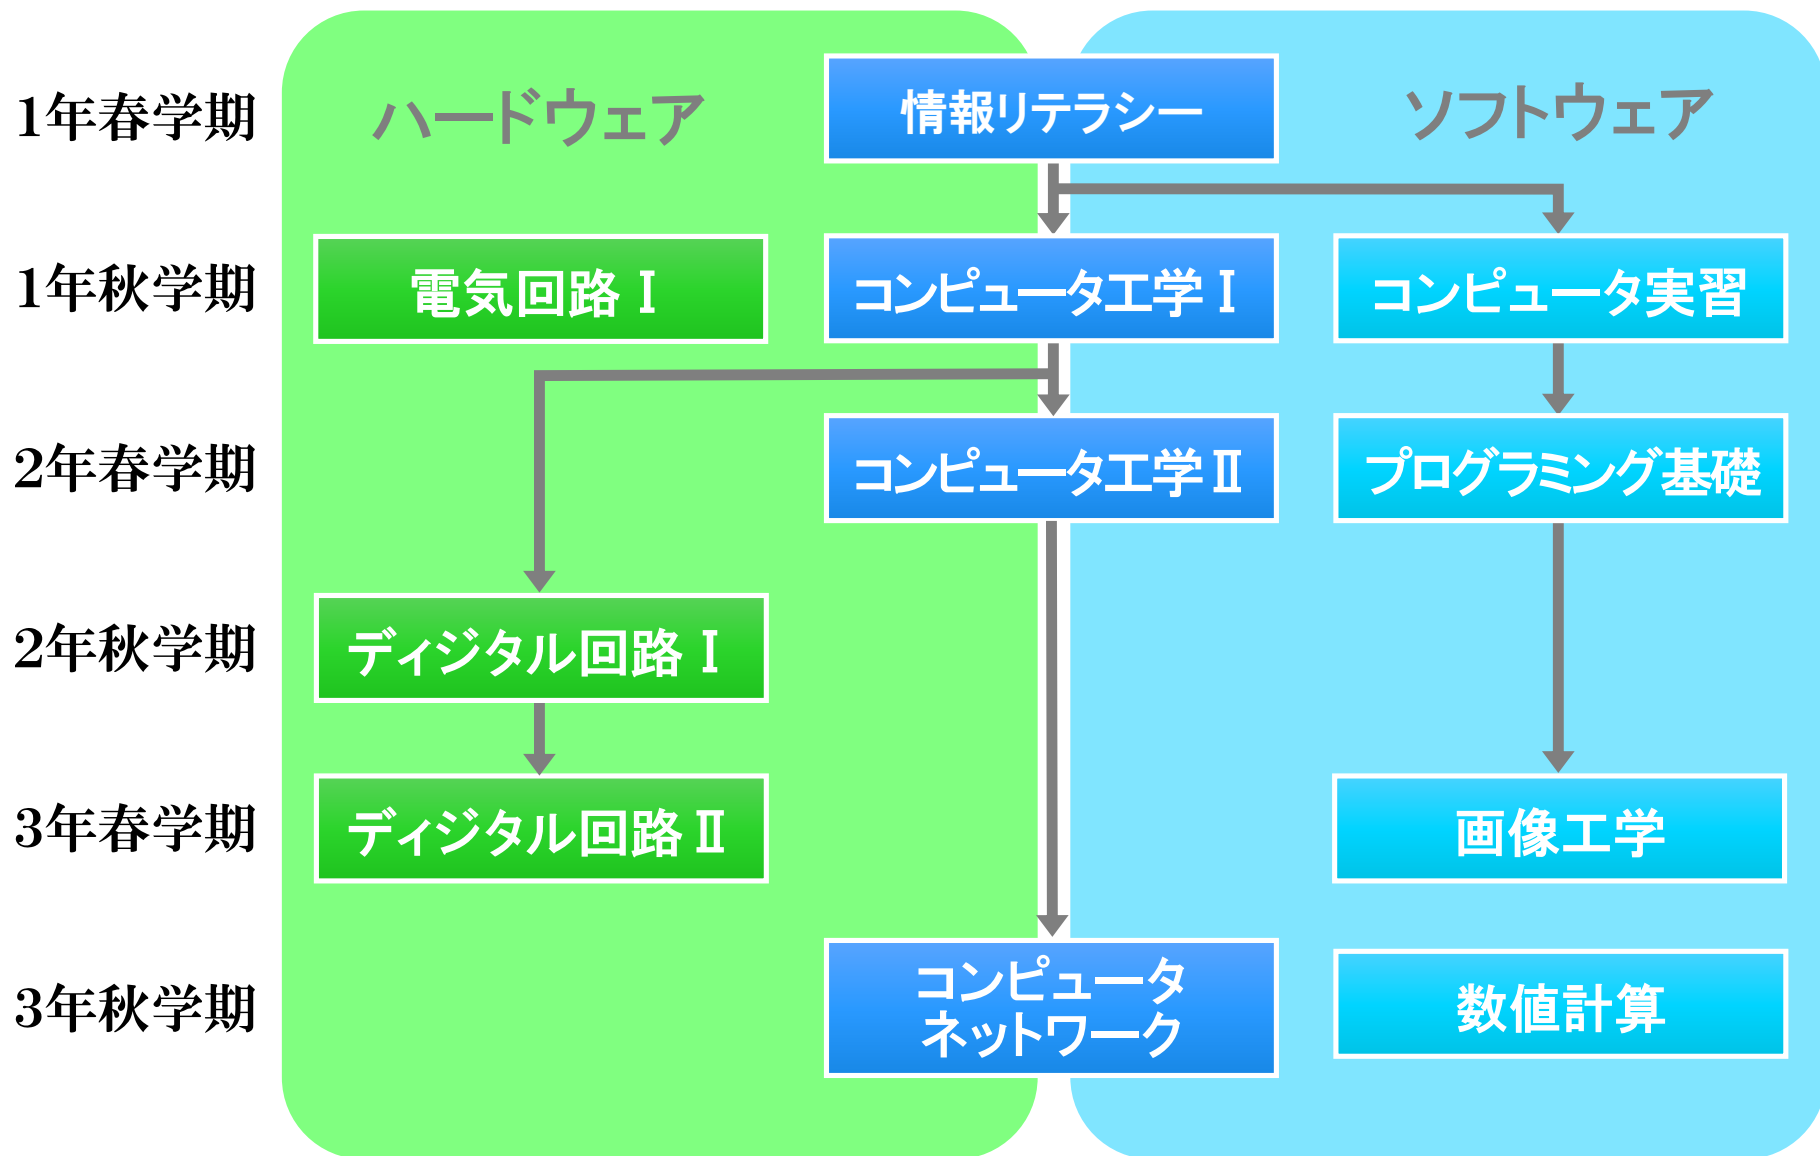 1年春学期
ハードウェア
情報リテラシー
ソフトウェア
1年秋学期
電気回路Ⅰ
コンピュータ工学Ⅰ
コンピュータ実習
2年春学期
コンピュータ工学Ⅱ
プログラミング基礎
2年秋学期
ディジタル回路Ⅰ
3年春学期
ディジタル回路Ⅱ
画像工学
3年秋学期
コンピュータ
ネットワーク
数値計算